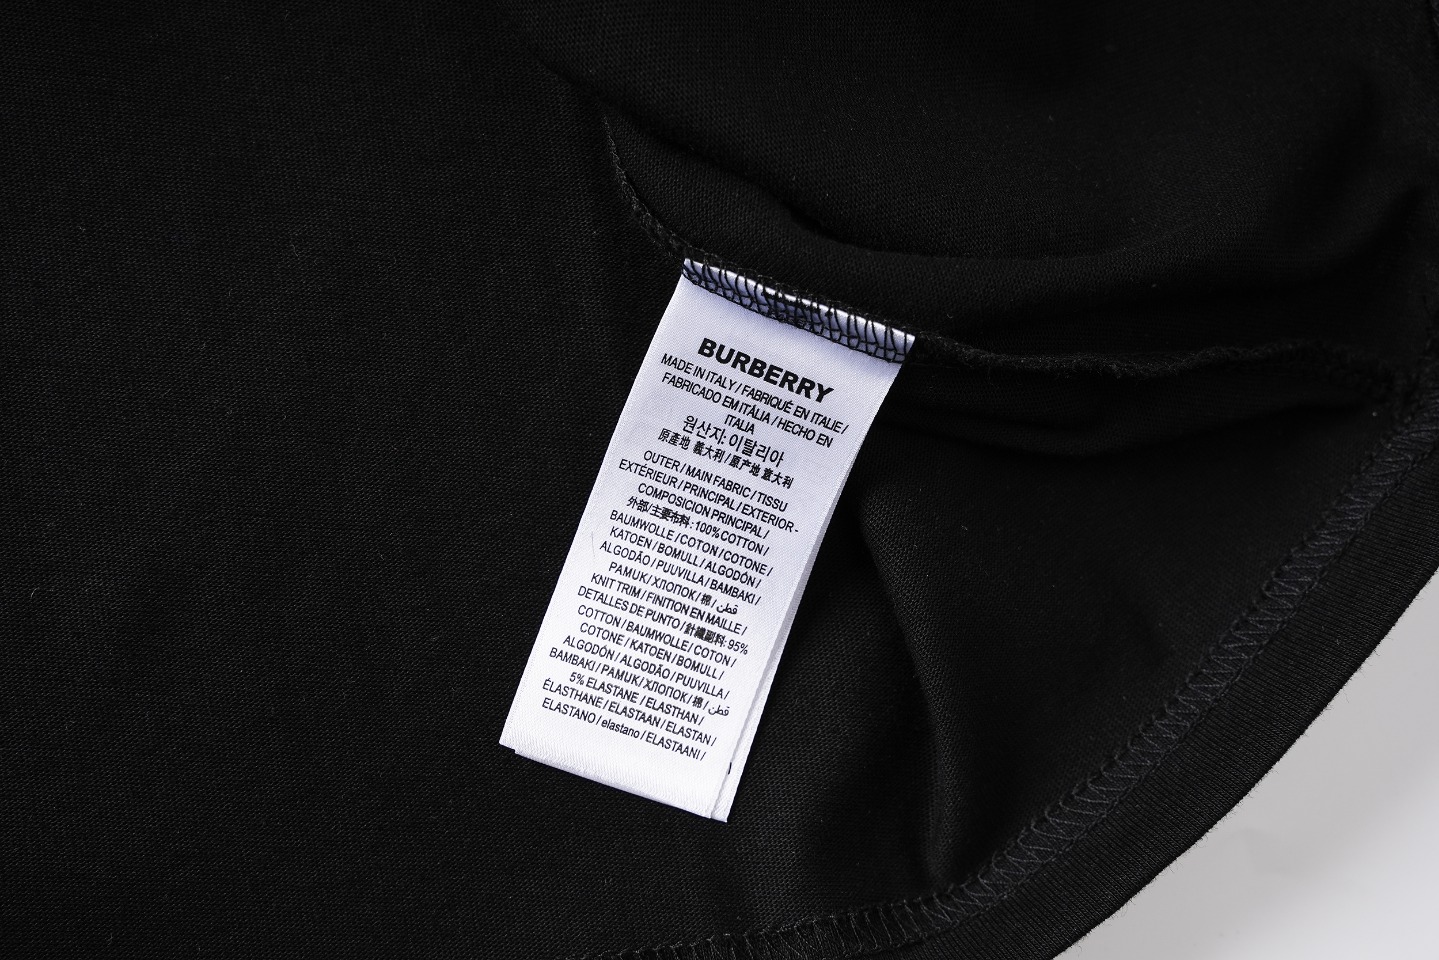 BURBERRY
MADE IN ITALY / FABRIQUÉ EN ITALIE /
FABRICADO EM ITÁLIA / HECHO EN
ITALIA
원산지: 이탈리아
原產地 義大利 / 原产地 意大利
OUTER / MAIN FABRIC / TISSU
EXTÉRIEUR / PRINCIPAL / EXTERIOR -
COMPOSICION PRINCIPAL /
外部/主要布料: 100% COTTON /
BAUMWOLLE / COTON / COTONE /
KATOEN / BOMULL / ALGODÓN /
ALGODÃO / PUUVILLA / BAMBAKI /
PAMUK / ХЛОПОК / 棉 / قطن
KNIT TRIM / FINITION EN MAILLE /
DETALLES DE PUNTO / 針織副料: 95%
COTTON / BAUMWOLLE / COTON /
COTONE / KATOEN / BOMULL /
ALGODÓN / ALGODÃO / PUUVILLA /
BAMBAKI / PAMUK / ХЛОПОК / 棉 / قطن
5% ELASTANE / ELASTHAN /
ÉLASTHANE / ELASTAAN / ELASTAN /
ELASTANO / elastano / ELASTAANI /